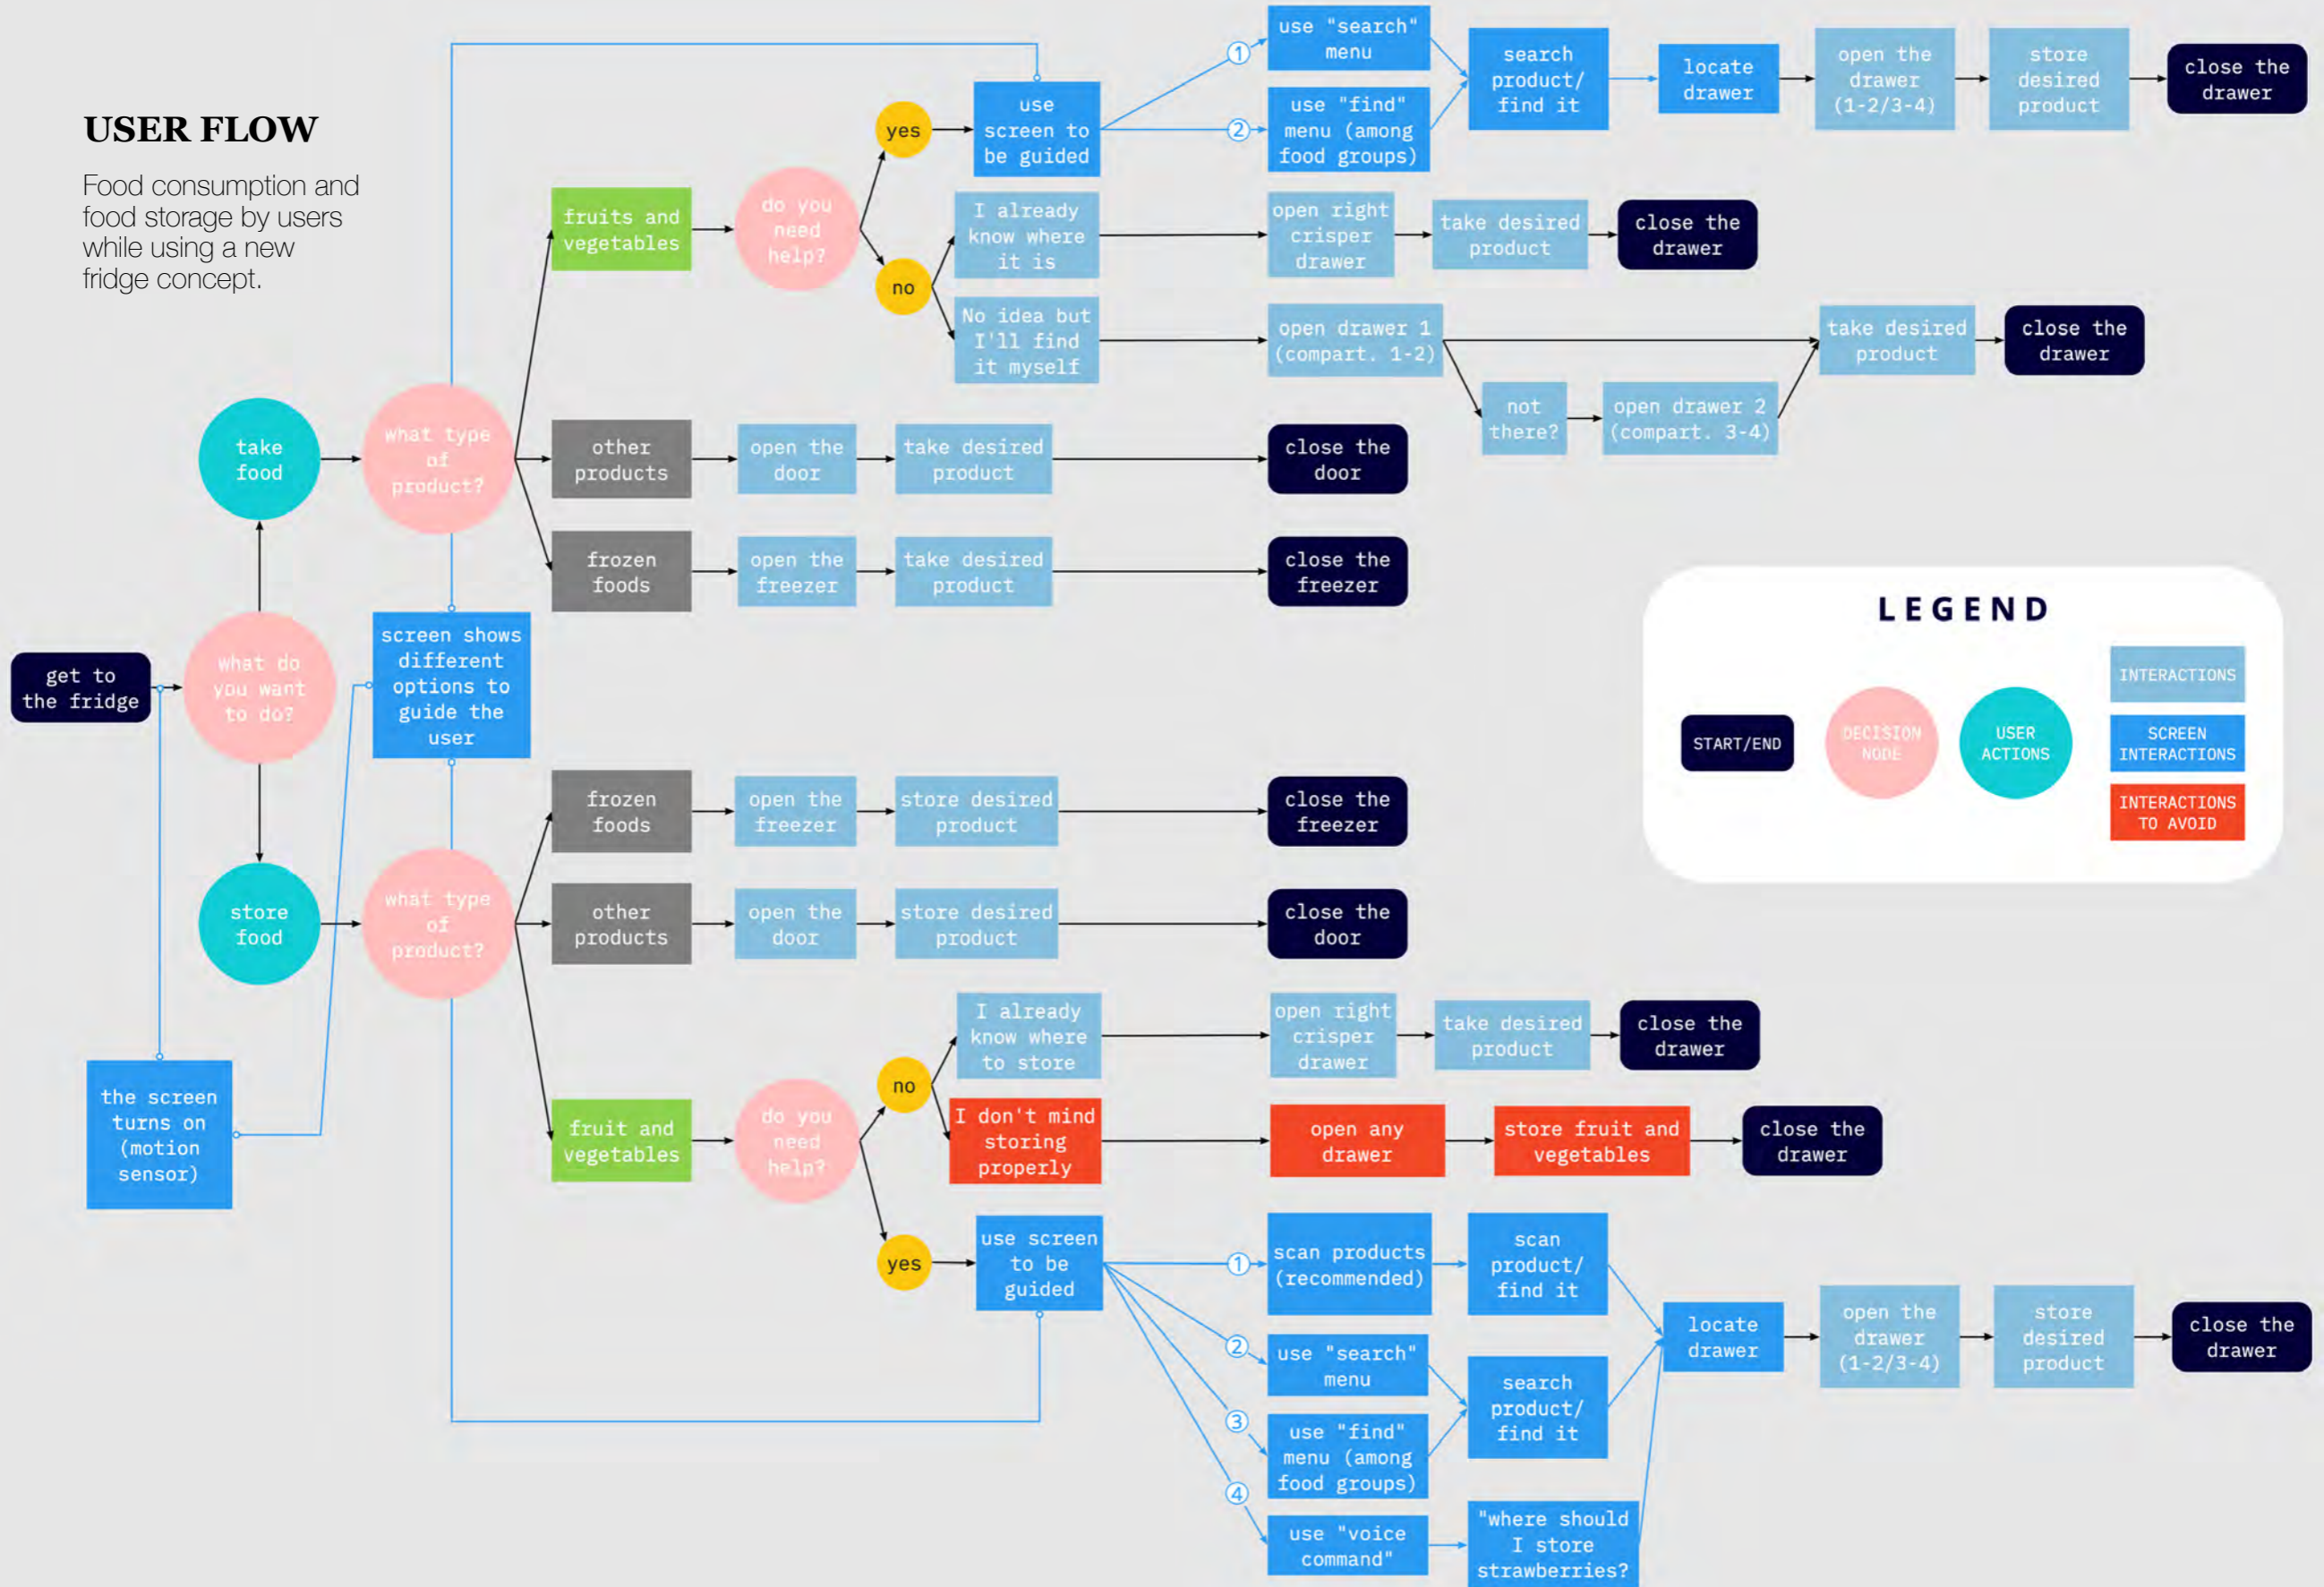 USER FLOW
Food consumption and
food storage by users
while using a new
fridge concept.
use "search"
menu
use "find"
menu (among
food groups)
search
product/
find it
locate
drawer
open the
drawer
(1-2/3-4)
store
desired
product
close the
drawer
1
2
use
screen to
be guided
yes
no
do you
need
help?
fruits and
vegetables
I already
know where
it is
open right
crisper
drawer
take desired
product
close the
drawer
No idea but
I'll find
it myself
open drawer 1
(compart. 1-2)
not
there?
open drawer 2
(compart. 3-4)
take desired
product
close the
drawer
take
food
what type
of
product?
other
products
open the
door
take desired
product
close the
door
frozen
foods
open the
freezer
take desired
product
close the
freezer
get to
the fridge
what do
you want
to do?
screen shows
different
options to
guide the
user
LEGEND
START/END
DECISION
NODE
USER
ACTIONS
INTERACTIONS
SCREEN
INTERACTIONS
INTERACTIONS
TO AVOID
frozen
foods
open the
freezer
store desired
product
close the
freezer
store
food
what type
of
product?
other
products
open the
door
store desired
product
close the
door
the screen
turns on
(motion
sensor)
fruit and
vegetables
do you
need
help?
no
yes
I already
know where
to store
open right
crisper
drawer
take desired
product
close the
drawer
I don't mind
storing
properly
open any
drawer
store fruit and
vegetables
close the
drawer
use screen
to be
guided
1
scan products
(recommended)
scan
product/
find it
2
use "search"
menu
3
use "find"
menu (among
food groups)
search
product/
find it
4
use "voice
command"
"where should
I store
strawberries?
locate
drawer
open the
drawer
(1-2/3-4)
store
desired
product
close the
drawer